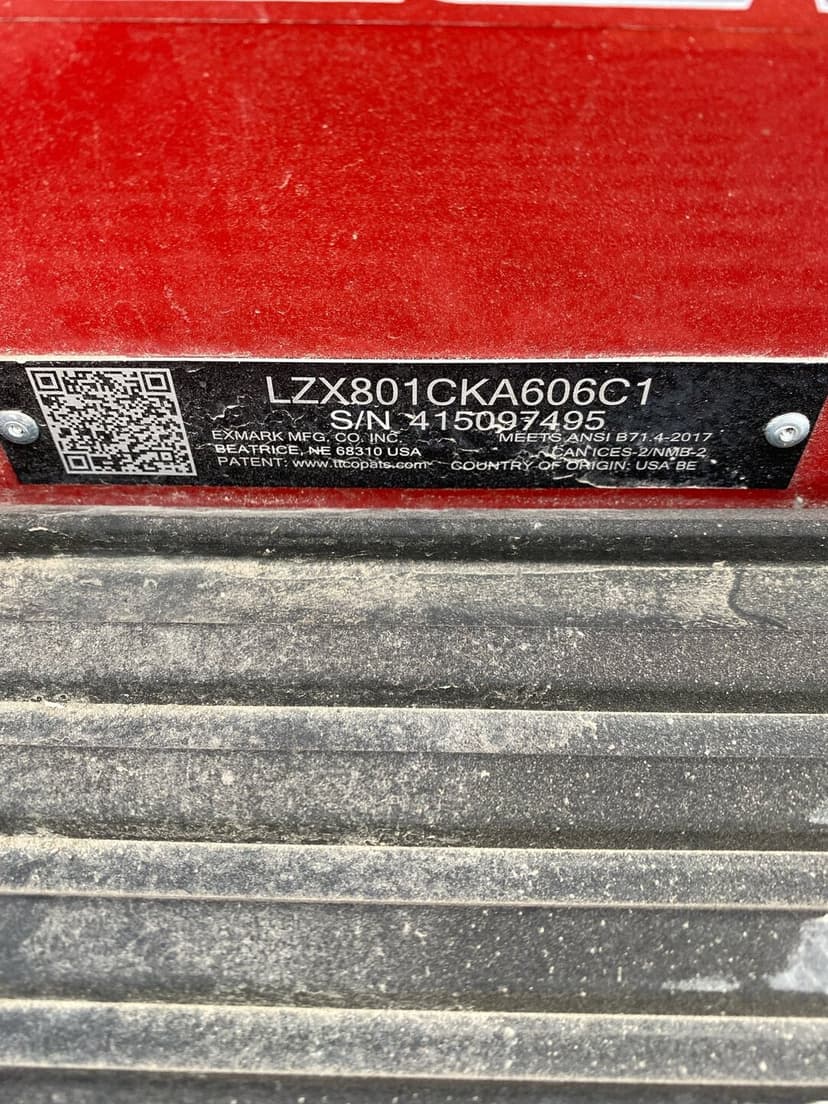 LZX801CKA606C1
S/N 415097495
EXMARK MFG. CO. INC. MEETS ANSI B71.4-2017
BEATRICE, NE 68310 USA CAN ICES-2/NMB-2
PATENT: www.ttcopats.com COUNTRY OF ORIGIN: USA BE